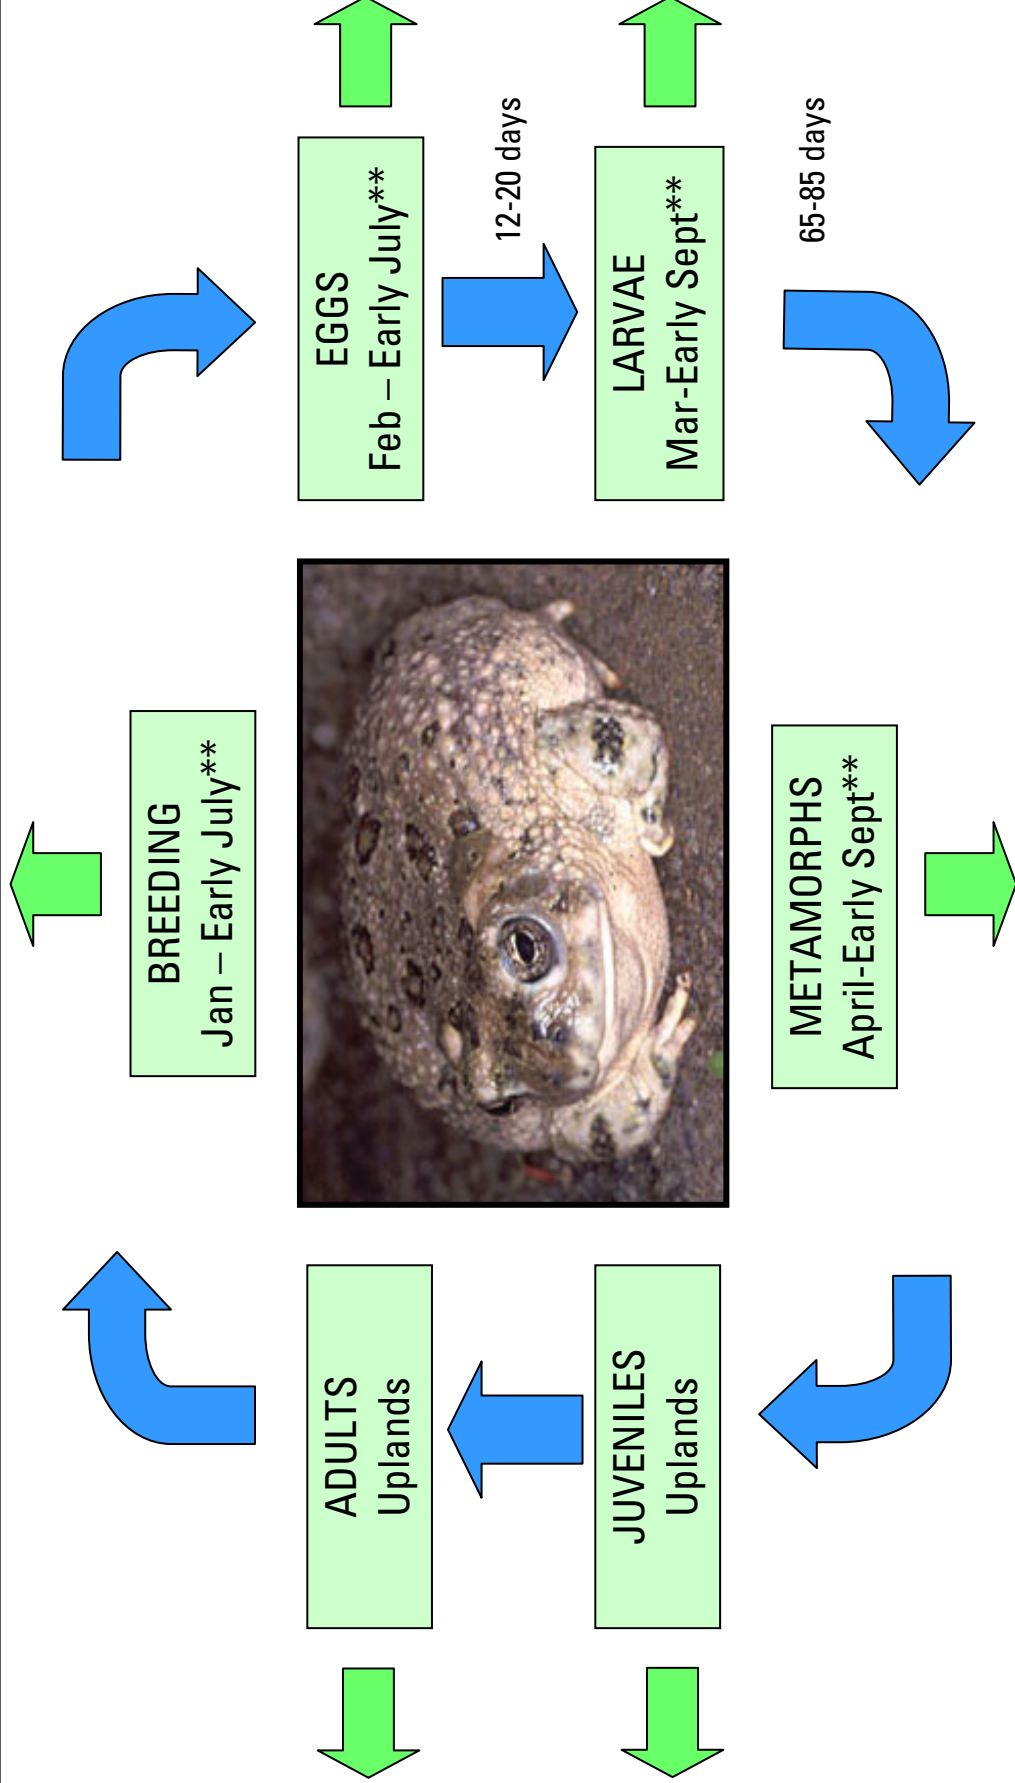 BREEDING
Jan – Early July**
EGGS
Feb – Early July**
12-20 days
LARVAE
Mar-Early Sept**
65-85 days
METAMORPHS
April-Early Sept**
JUVENILES
Uplands
ADULTS
Uplands